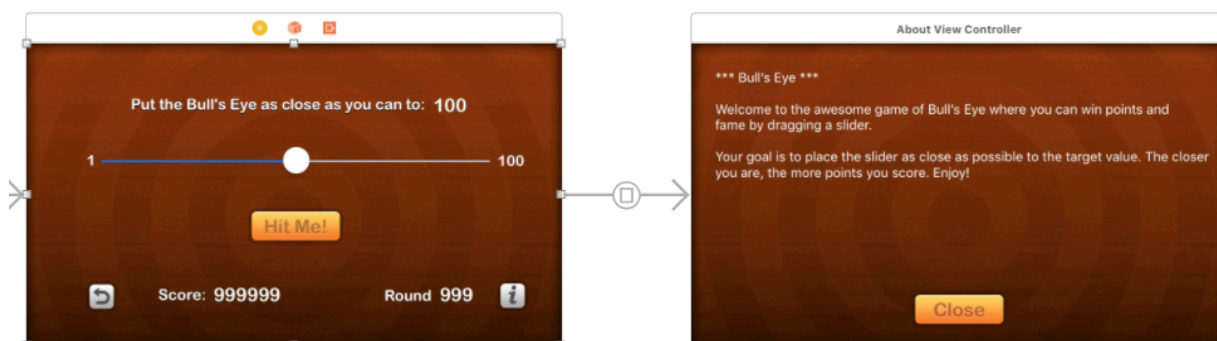 Put the Bull's Eye as close as you can to: 100
1
100
Hit Me!
Score: 999999
Round 999
i
About View Controller
*** Bull's Eye ***
Welcome to the awesome game of Bull's Eye where you can win points and
fame by dragging a slider.
Your goal is to place the slider as close as possible to the target value. The closer
you are, the more points you score. Enjoy!
Close